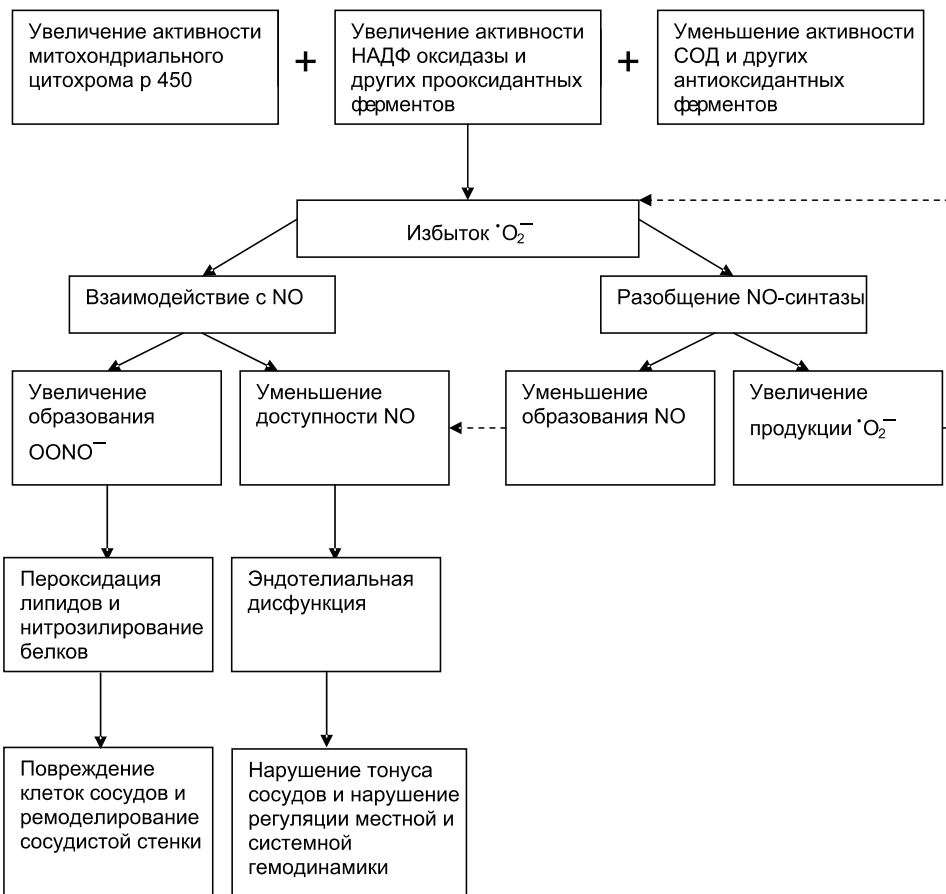 Увеличение активности
митохондриального
цитохрома р 450
+
Увеличение активности
НАДФ оксидазы и
других прооксидантных
ферментов
+
Уменьшение активности
СОД и других
антиоксидантных
ферментов
Избыток •O₂⁻
Взаимодействие с NO
Разобщение NO-синтазы
Увеличение
образования
OONO⁻
Уменьшение
доступности NO
Уменьшение
образования NO
Увеличение
продукции •O₂⁻
Пероксидация
липидов и
нитрозилирование
белков
Эндотелиальная
дисфункция
Повреждение
клеток сосудов и
ремоделирование
сосудистой стенки
Нарушение тонуса
сосудов и нарушение
регуляции местной и
системной
гемодинамики